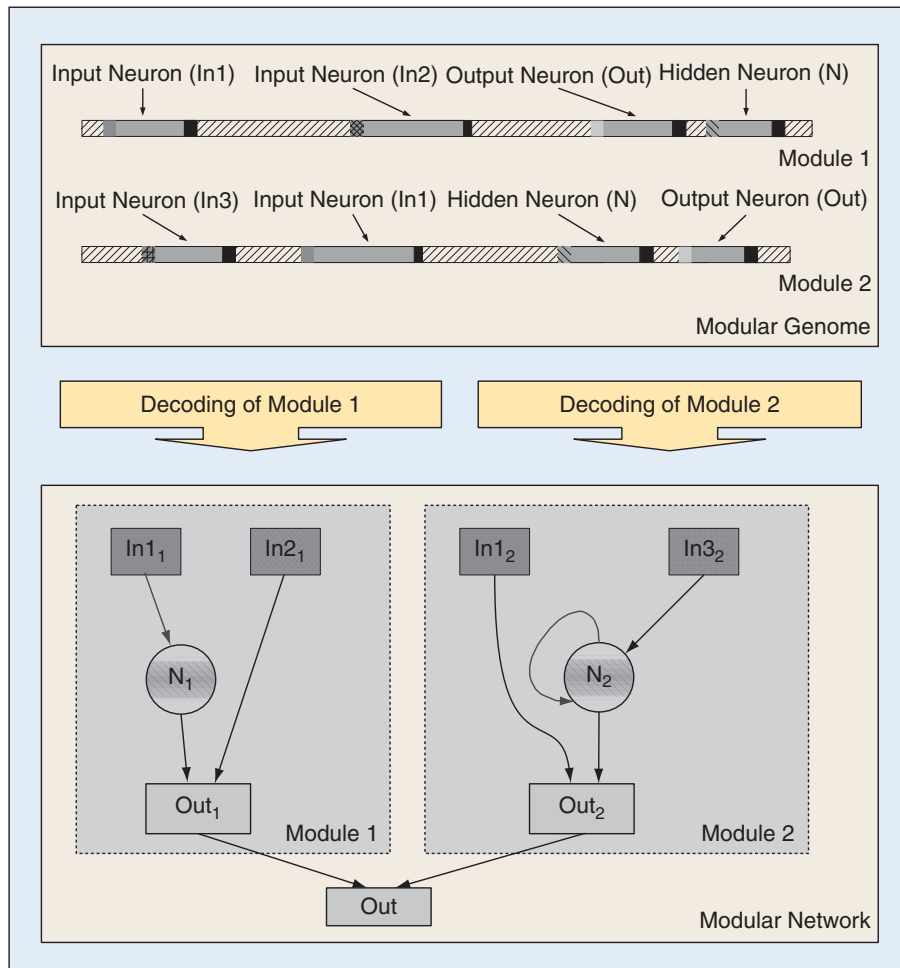 Input Neuron (In1) Input Neuron (In2) Output Neuron (Out) Hidden Neuron (N)
Module 1
Input Neuron (In3) Input Neuron (In1) Hidden Neuron (N) Output Neuron (Out)
Module 2
Modular Genome
Decoding of Module 1 Decoding of Module 2
In1₁ In2₁ In1₂ In3₂
N₁ N₂
Out₁ Out₂
Module 1 Module 2
Out
Modular Network